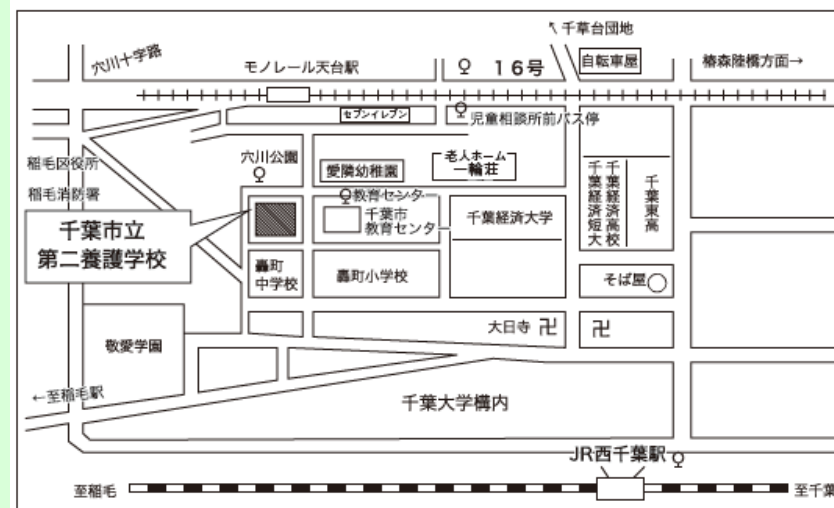 ↖千草台団地
穴川十字路
モノレール天台駅
16号
自転車屋
椿森陸橋方面→
セブンイレブン
児童相談所前バス停
稲毛区役所
穴川公園
愛隣幼稚園
老人ホーム
一輪荘
千葉経済短大
千葉経済高校
千葉東高
稲毛消防署
教育センター
千葉市
教育センター
千葉経済大学
千葉市立
第二養護学校
轟町
中学校
轟町小学校
そば屋
大日寺 卍
卍
敬愛学園
←至稲毛駅
千葉大学構内
JR西千葉駅
至稲毛
至千葉